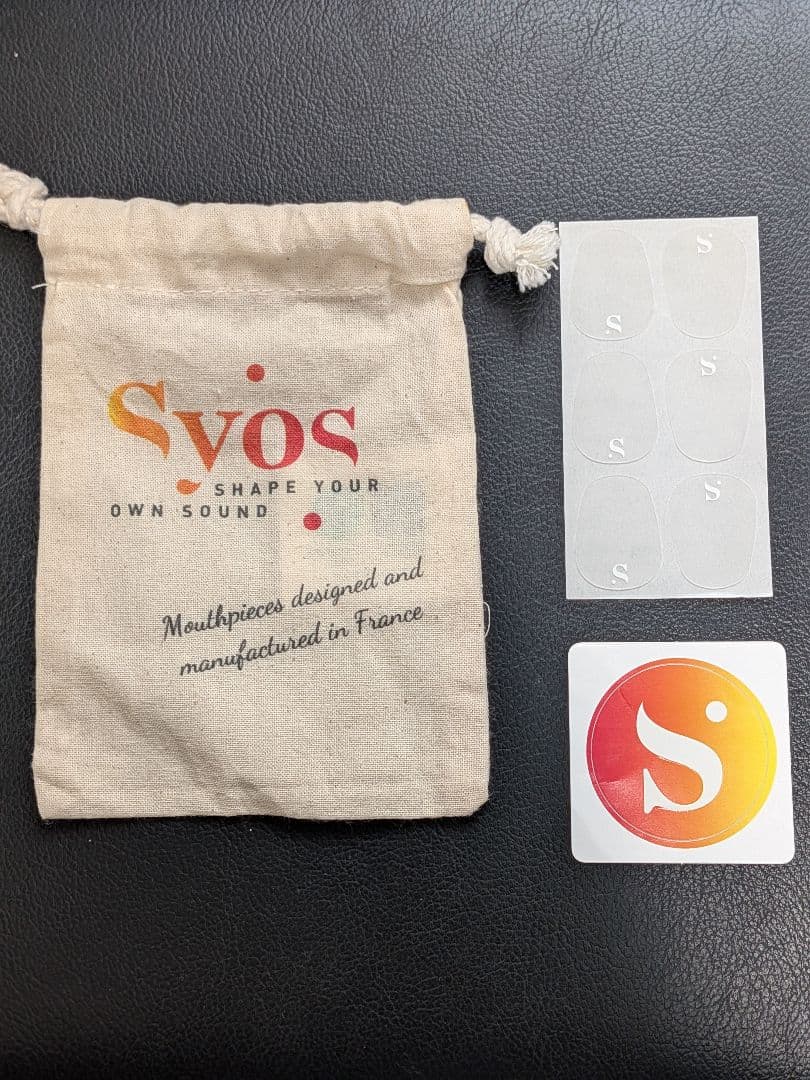 Syos
SHAPE YOUR
OWN SOUND
Mouthpieces designed and
manufactured in France
S
S
S
S
S
S
S